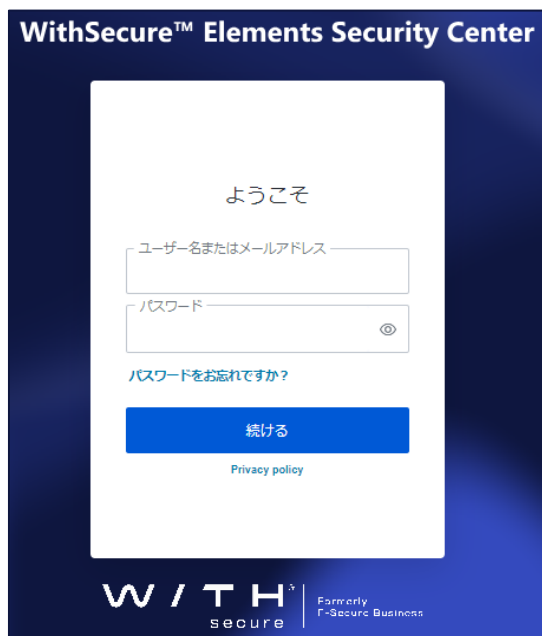 WithSecure™ Elements Security Center
ようこそ
ユーザー名またはメールアドレス
パスワード
パスワードをお忘れですか？
続ける
Privacy policy
W / T H
secure
Formerly
F-Secure Business